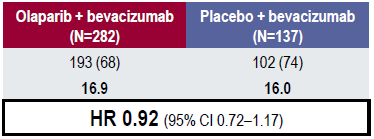 Olaparib + bevacizumab Placebo + bevacizumab
(N=282) (N=137)
193 (68) 102 (74)
16.9 16.0
HR 0.92 (95% CI 0.72–1.17)